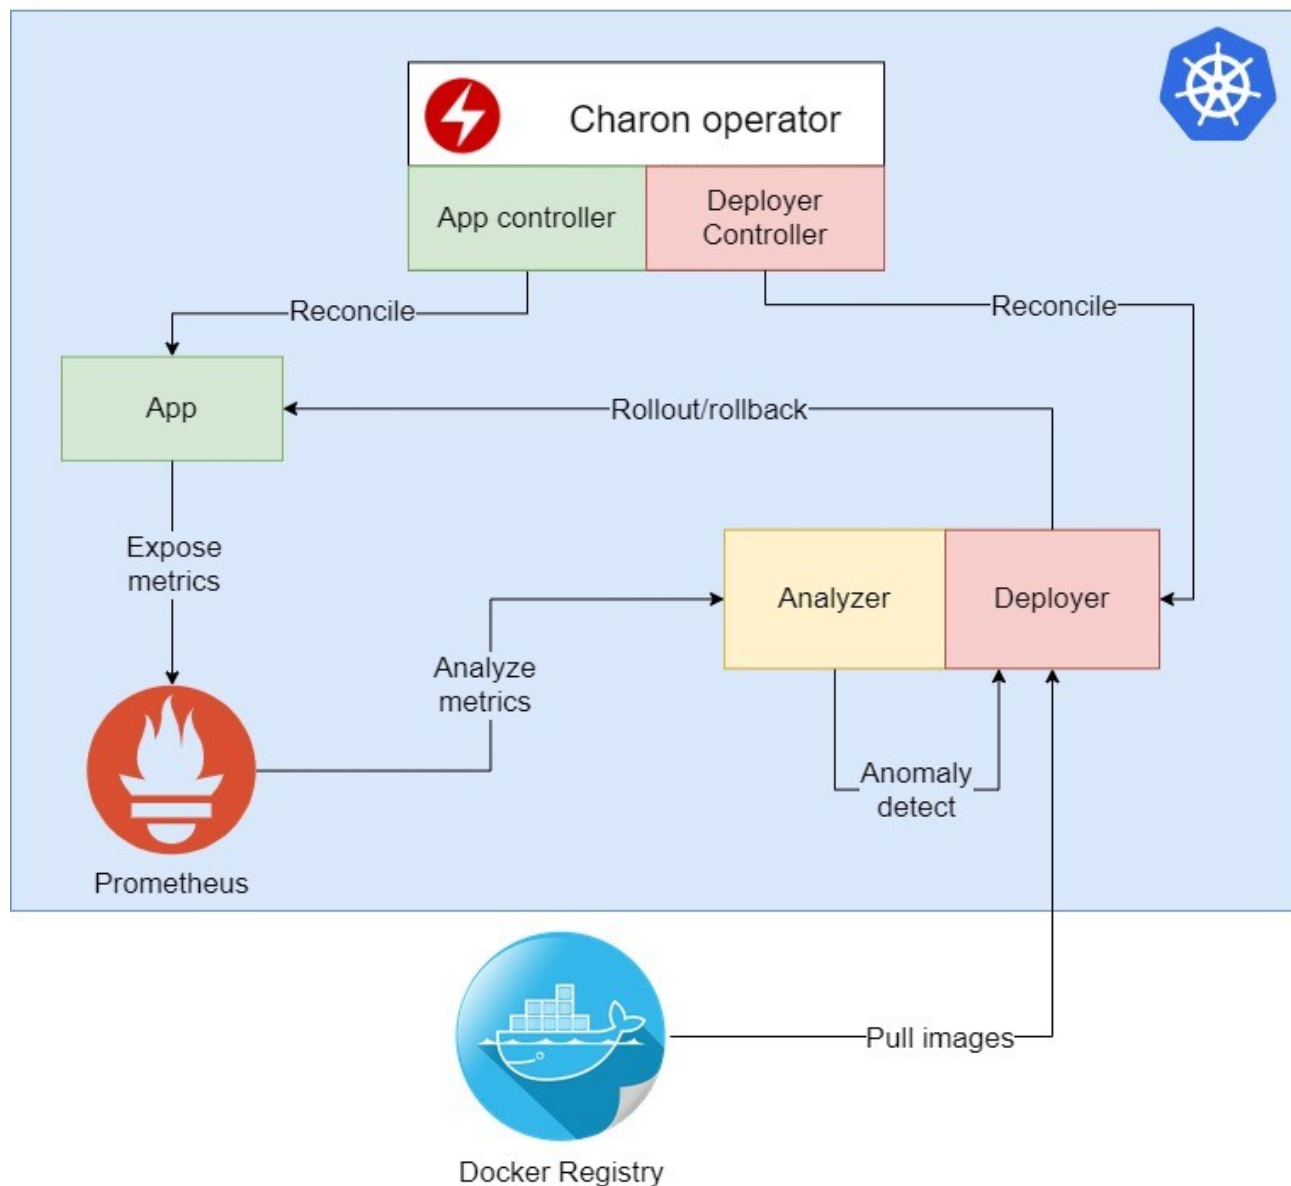 Charon operator
App controller
Deployer
Controller
Reconcile
Reconcile
App
Rollout/rollback
Expose
metrics
Analyzer
Deployer
Analyze
metrics
Anomaly
detect
Prometheus
Pull images
Docker Registry